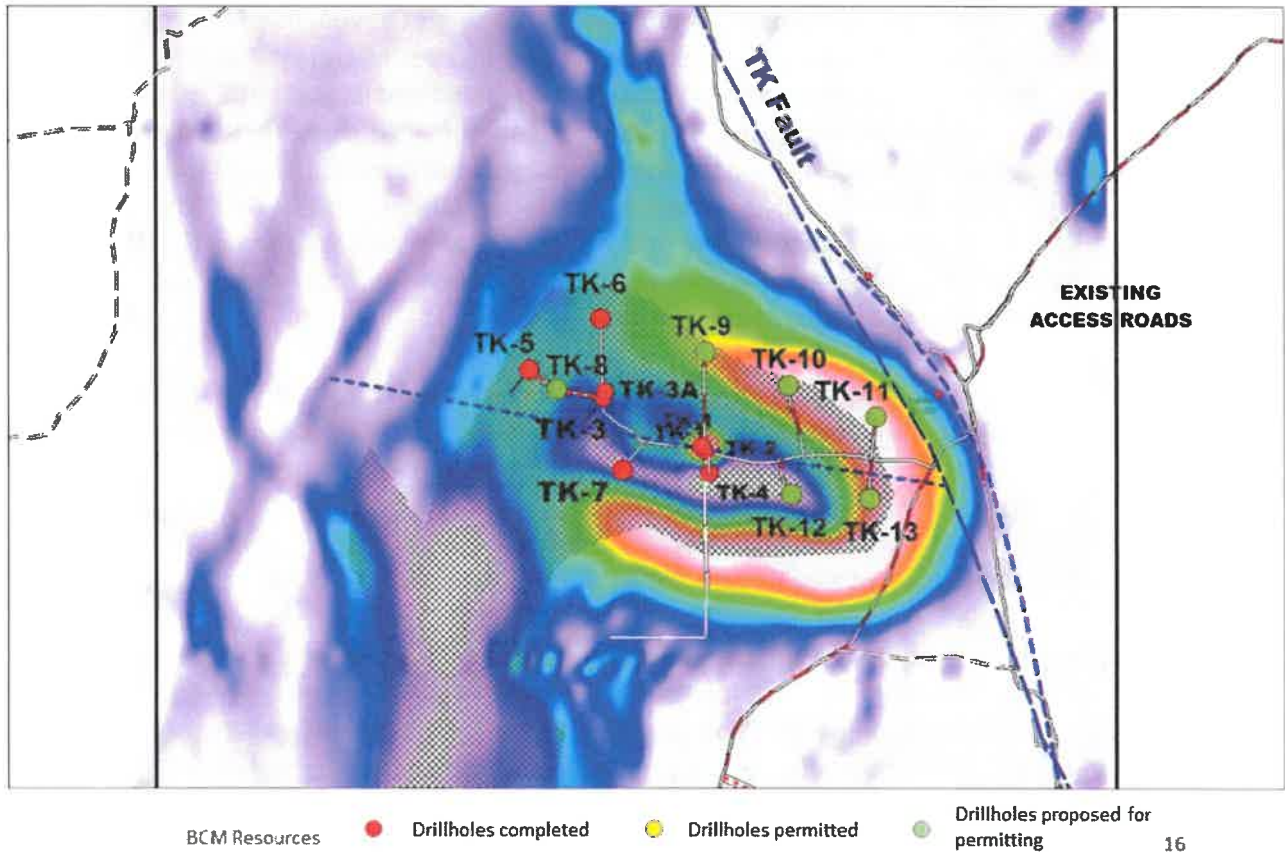 TK Fault
EXISTING
ACCESS ROADS
TK-6
TK-9
TK-5
TK-8
TK-10
TK-3A
TK-11
TK-3
TK-2
TK-7
TK-4
TK-12
TK-13
BCM Resources
Drillholes completed
Drillholes permitted
Drillholes proposed for
permitting
16